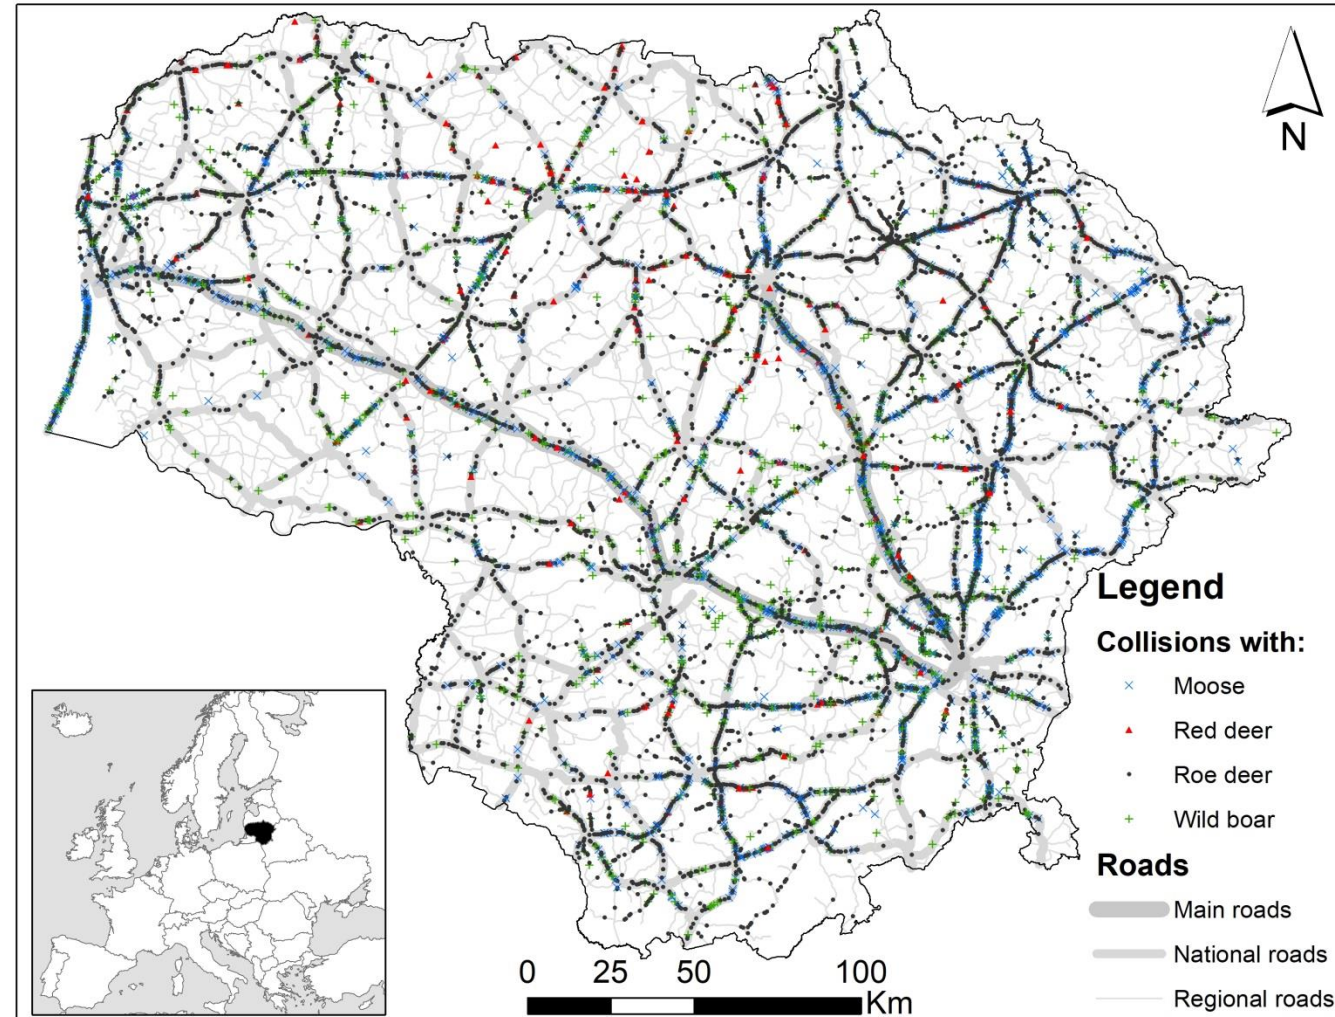 N
Legend
Collisions with:
Moose
Red deer
Roe deer
Wild boar
Roads
Main roads
National roads
Regional roads
0 25 50 100
Km